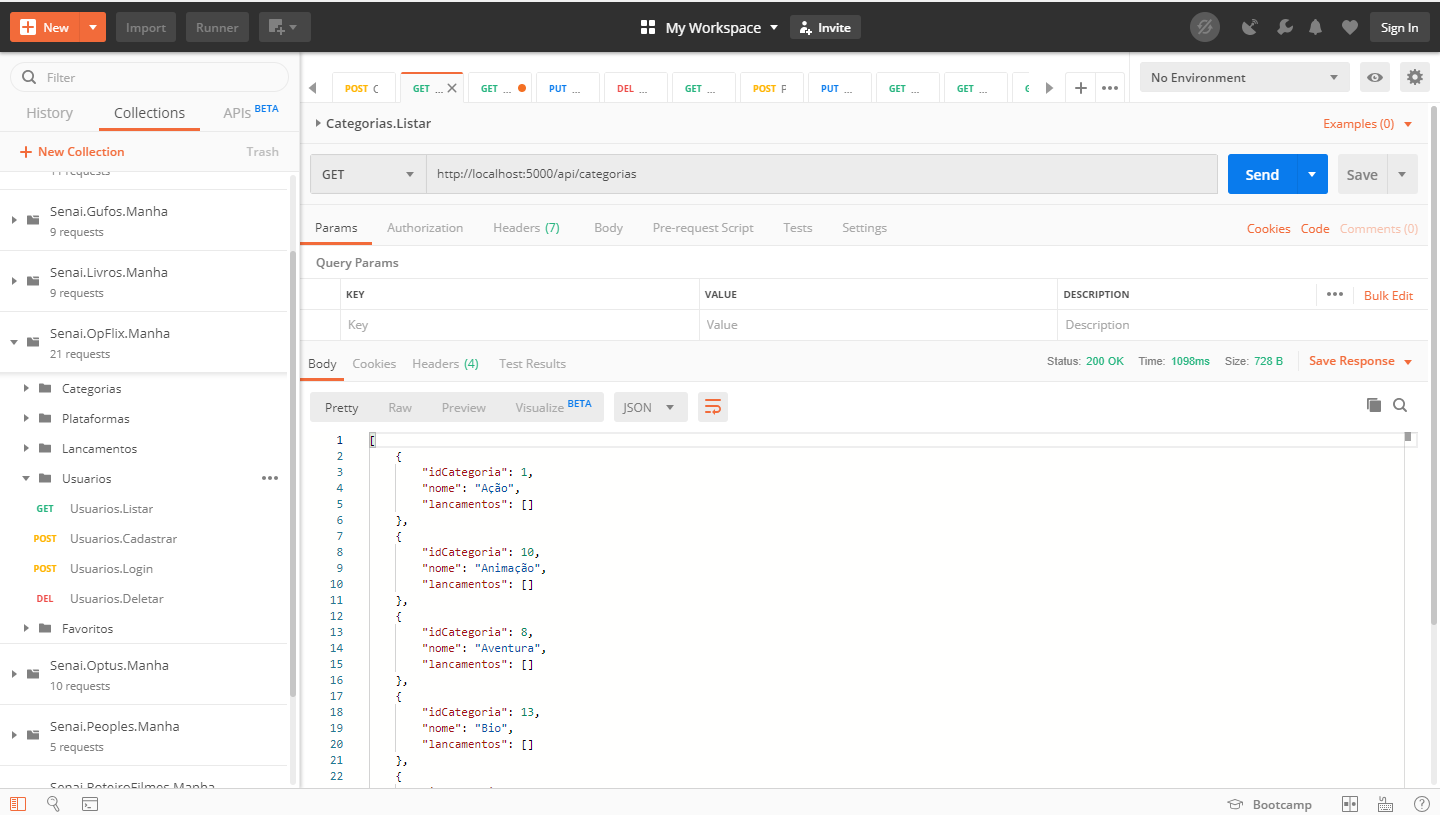 New
Import
Runner
My Workspace
Invite
Sign In
Filter
History
Collections
APIs BETA
New Collection
Trash
11 requests
Senai.Gufos.Manha
9 requests
Senai.Livros.Manha
9 requests
Senai.OpFlix.Manha
21 requests
Categorias
Plataformas
Lancamentos
Usuarios
GET Usuarios.Listar
POST Usuarios.Cadastrar
POST Usuarios.Login
DEL Usuarios.Deletar
Favoritos
Senai.Optus.Manha
10 requests
Senai.Peoples.Manha
5 requests
Senai.RoteiroFilmes.Manha
POST C GET ... GET ... PUT ... DEL ... GET ... POST F PUT ... GET ... GET ...
No Environment
Categorias.Listar
Examples (0)
GET
http://localhost:5000/api/categorias
Send
Save
Params Authorization Headers (7) Body Pre-request Script Tests Settings
Cookies Code Comments (0)
Query Params
KEY VALUE DESCRIPTION
Bulk Edit
Key Value Description
Body Cookies Headers (4) Test Results
Status: 200 OK Time: 1098ms Size: 728 B
Save Response
Pretty Raw Preview Visualize BETA
JSON
1 [
2 {
3 "idCategoria": 1,
4 "nome": "Ação",
5 "lancamentos": []
6 },
7 {
8 "idCategoria": 10,
9 "nome": "Animação",
10 "lancamentos": []
11 },
12 {
13 "idCategoria": 8,
14 "nome": "Aventura",
15 "lancamentos": []
16 },
17 {
18 "idCategoria": 13,
19 "nome": "Bio",
20 "lancamentos": []
21 },
22 {
Bootcamp